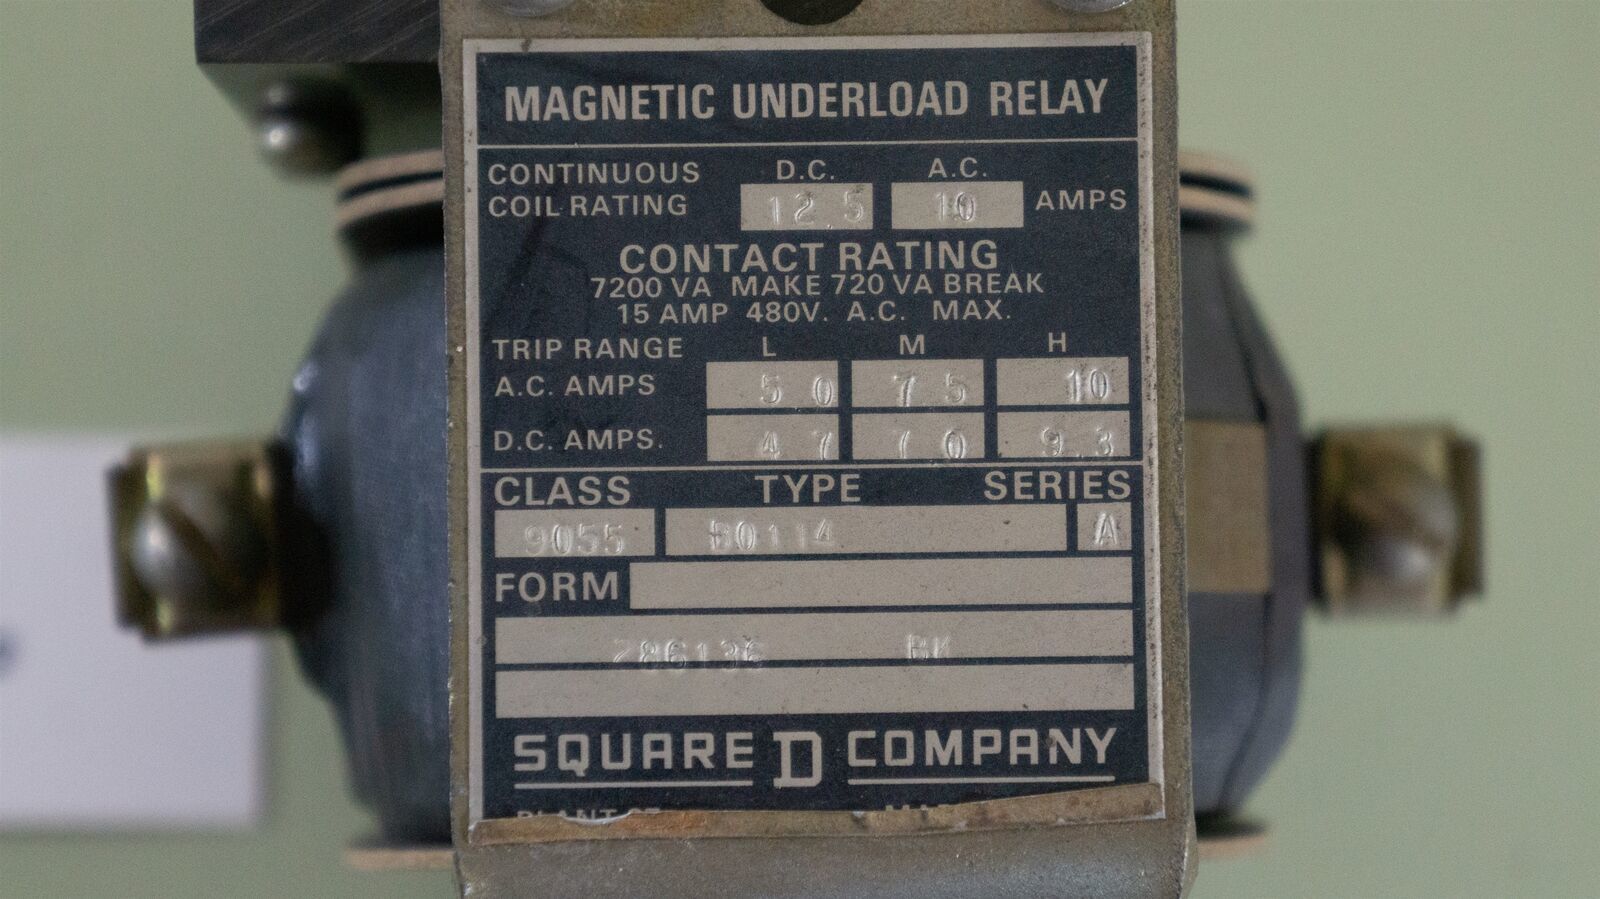 MAGNETIC UNDERLOAD RELAY
D.C. A.C.
CONTINUOUS
COIL RATING 12 5 10 AMPS
CONTACT RATING
7200 VA MAKE 720 VA BREAK
15 AMP 480V. A.C. MAX.
TRIP RANGE L M H
A.C. AMPS 5 0 7 5 10
D.C. AMPS. 4 7 7 0 9.3
CLASS TYPE SERIES
9055 A
FORM
SQUARE D COMPANY